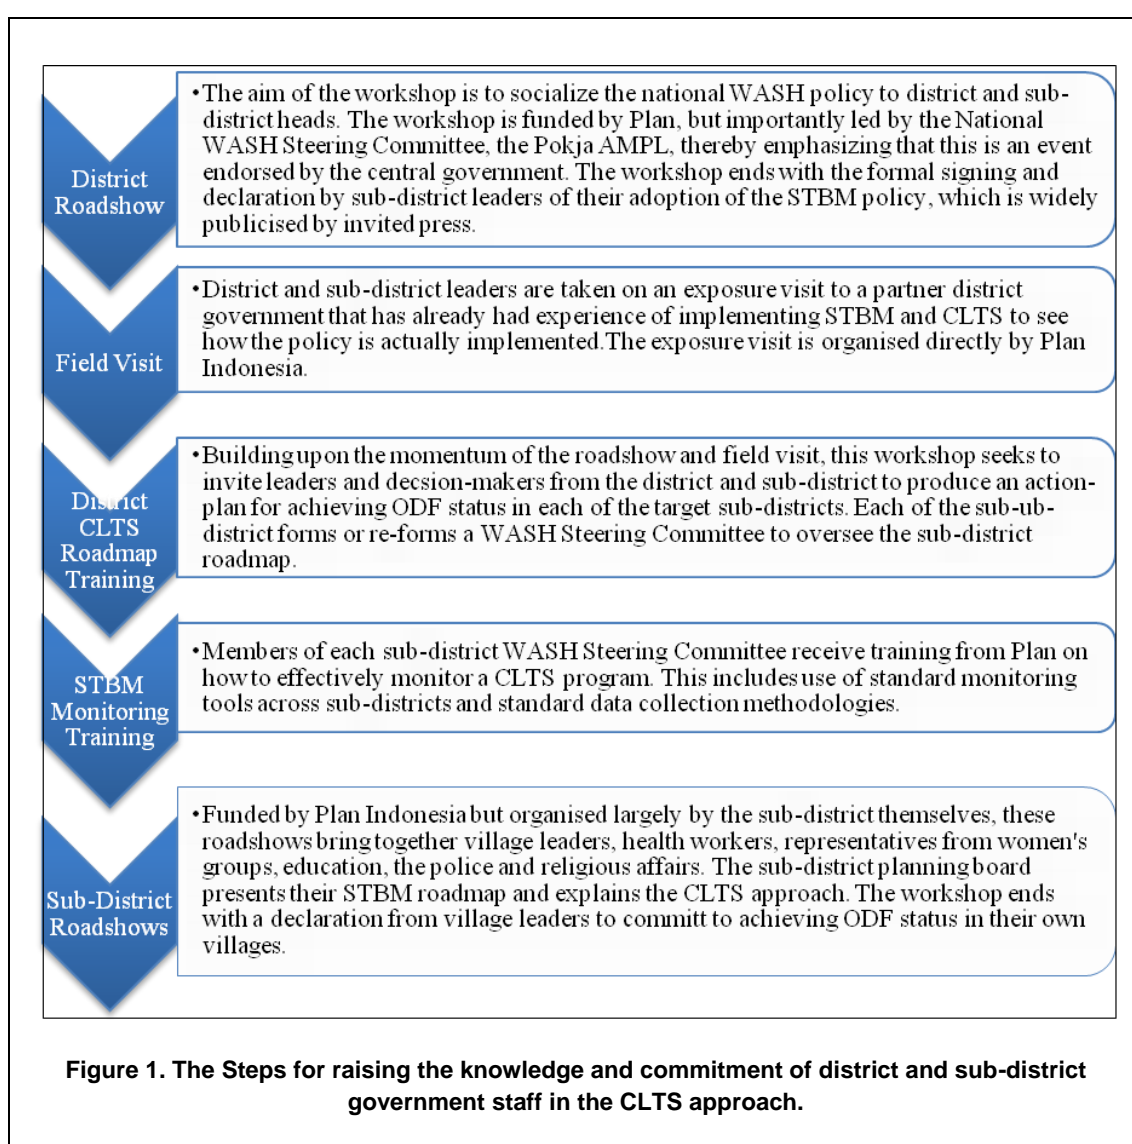 District
Roadshow
•The aim of the workshop is to socialize the national WASH policy to district and sub-
district heads. The workshop is funded by Plan, but importantly led by the National
WASH Steering Committee, the Pokja AMPL, thereby emphasizing that this is an event
endorsed by the central government. The workshop ends with the formal signing and
declaration by sub-district leaders of their adoption of the STBM policy, which is widely
publicised by invited press.
Field Visit
•District and sub-district leaders are taken on an exposure visit to a partner district
government that has already had experience of implementing STBM and CLTS to see
how the policy is actually implemented.The exposure visit is organised directly by Plan
Indonesia.
District
CLTS
Roadmap
Training
•Building upon the momentum of the roadshow and field visit, this workshop seeks to
invite leaders and decsion-makers from the district and sub-district to produce an action-
plan for achieving ODF status in each of the target sub-districts. Each of the sub-ub-
district forms or re-forms a WASH Steering Committee to oversee the sub-district
roadmap.
STBM
Monitoring
Training
•Members of each sub-district WASH Steering Committee receive training from Plan on
how to effectively monitor a CLTS program. This includes use of standard monitoring
tools across sub-districts and standard data collection methodologies.
Sub-District
Roadshows
•Funded by Plan Indonesia but organised largely by the sub-district themselves, these
roadshows bring together village leaders, health workers, representatives from women's
groups, education, the police and religious affairs. The sub-district planning board
presents their STBM roadmap and explains the CLTS approach. The workshop ends
with a declaration from village leaders to committ to achieving ODF status in their own
villages.
Figure 1. The Steps for raising the knowledge and commitment of district and sub-district
government staff in the CLTS approach.